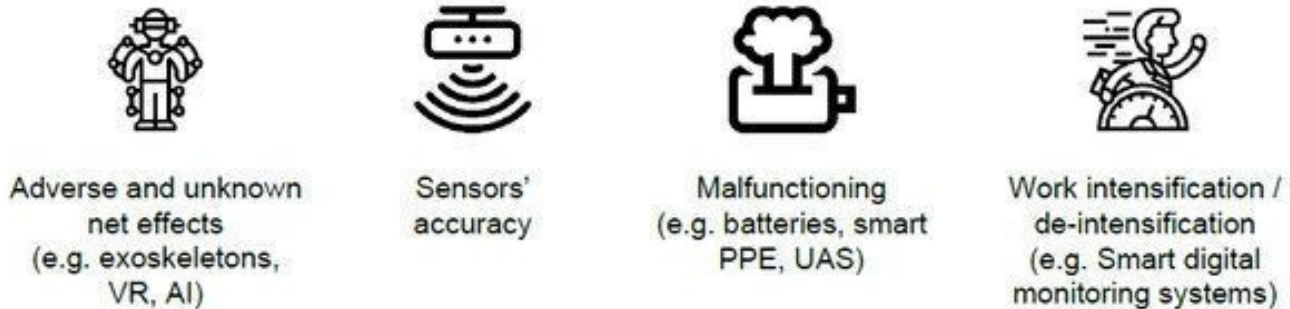 Adverse and unknown
net effects
(e.g. exoskeletons,
VR, AI)
Sensors'
accuracy
Malfunctioning
(e.g. batteries, smart
PPE, UAS)
Work intensification /
de-intensification
(e.g. Smart digital
monitoring systems)